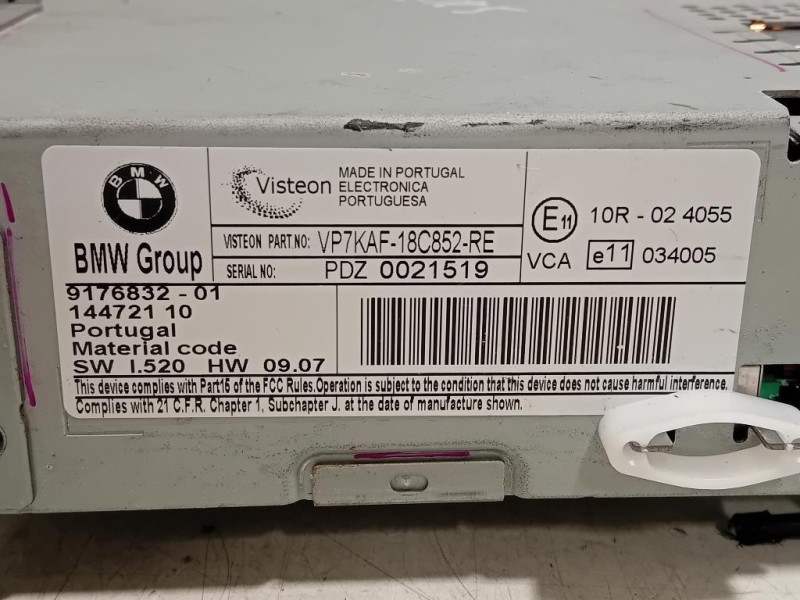 BMW
BMW Group
Visteon
MADE IN PORTUGAL
ELECTRONICA
PORTUGUESA
VISTEON PART NO: VP7KAF-18C852-RE
SERIAL NO: PDZ 0021519
E11 10R - 02 4055
VCA e11 034005
9176832 - 01
144721 10
Portugal
Material code
SW I.520 HW 09.07
This device complies with Part16 of the FCC Rules.Operation is subject to the condition that this device does not cause harmful interference.
Complies with 21 C.F.R. Chapter 1, Subchapter J. at the date of manufacture shown.